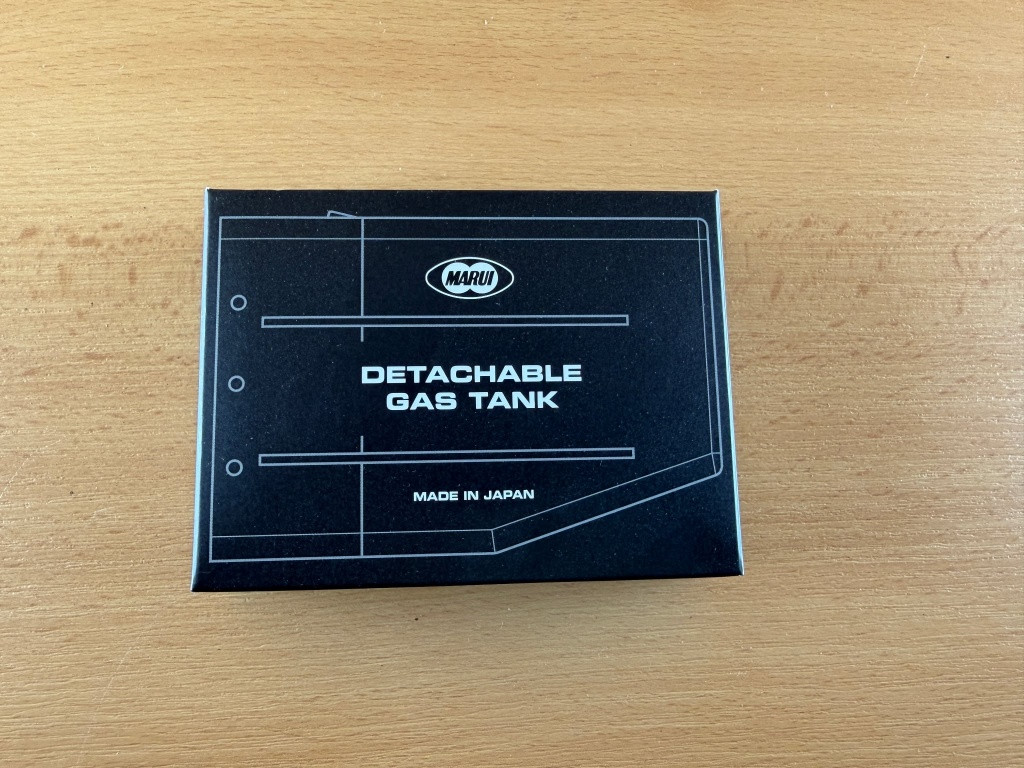 MARUI
DETACHABLE
GAS TANK
MADE IN JAPAN